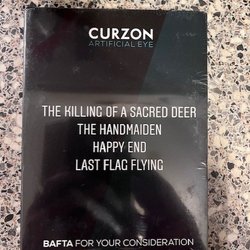 CURZON
ARTIFICIAL EYE
THE KILLING OF A SACRED DEER
THE HANDMAIDEN
HAPPY END
LAST FLAG FLYING
BAFTA FOR YOUR CONSIDERATION